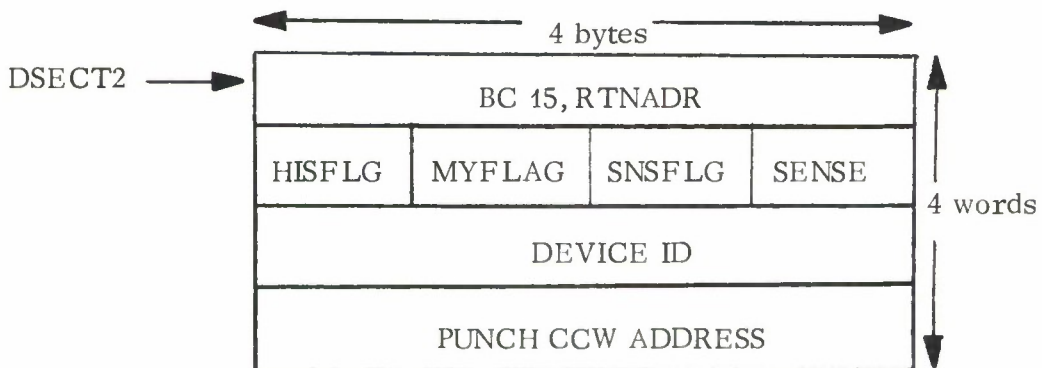 4 bytes
DSECT2
BC 15, RTNADR
HISFLG MYFLAG SNSFLG SENSE
4 words
DEVICE ID
PUNCH CCW ADDRESS